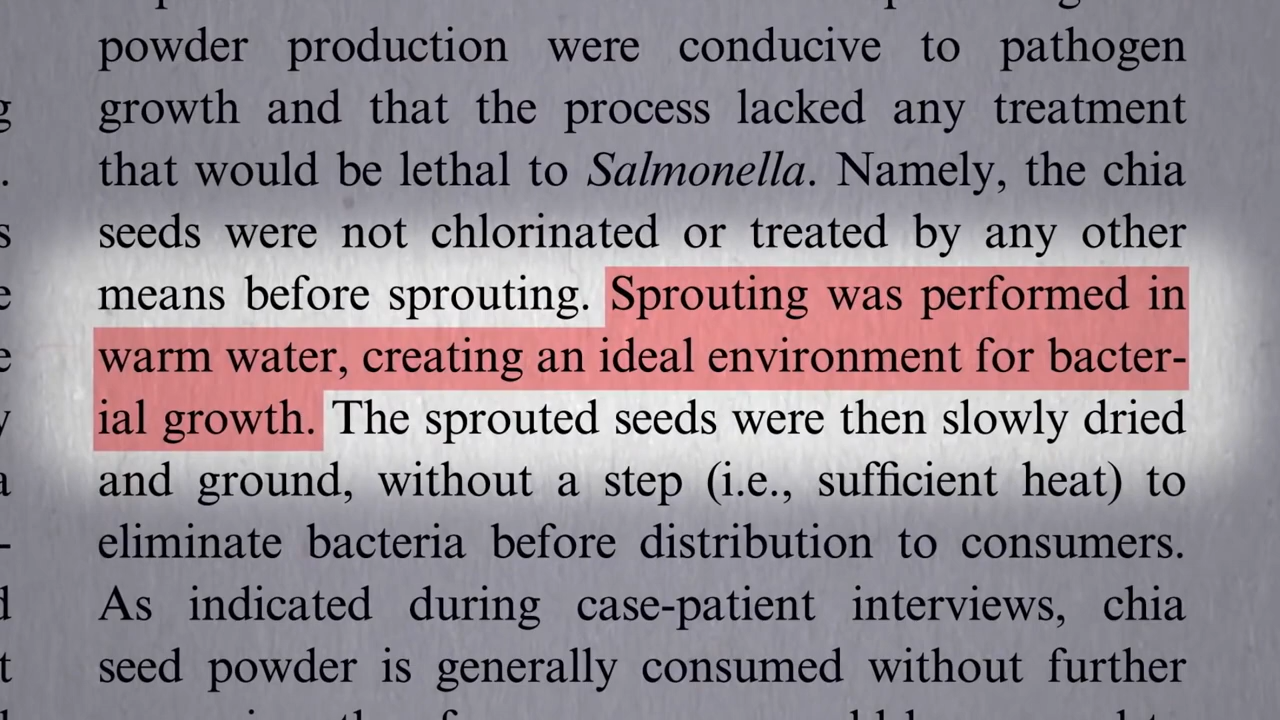 powder production were conducive to pathogen
growth and that the process lacked any treatment
that would be lethal to Salmonella. Namely, the chia
seeds were not chlorinated or treated by any other
means before sprouting. Sprouting was performed in
warm water, creating an ideal environment for bacter-
ial growth. The sprouted seeds were then slowly dried
and ground, without a step (i.e., sufficient heat) to
eliminate bacteria before distribution to consumers.
As indicated during case-patient interviews, chia
seed powder is generally consumed without further